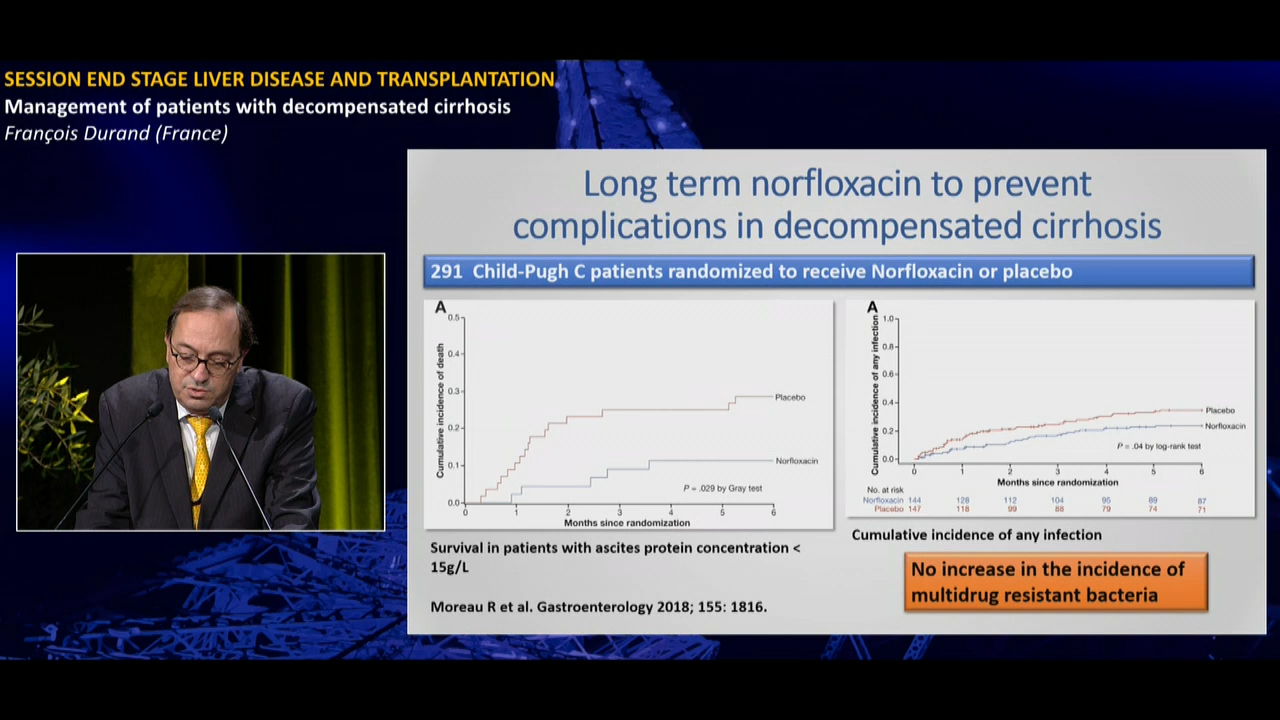 SESSION END STAGE LIVER DISEASE AND TRANSPLANTATION
Management of patients with decompensated cirrhosis
François Durand (France)
Long term norfloxacin to prevent
complications in decompensated cirrhosis
291 Child-Pugh C patients randomized to receive Norfloxacin or placebo
A
Cumulative incidence of death
0.5
0.4
0.3
0.2
0.1
0.0
Placebo
Norfloxacin
P = .029 by Gray test
0 1 2 3 4 5 6
Months since randomization
Survival in patients with ascites protein concentration <
15g/L
Moreau R et al. Gastroenterology 2018; 155: 1816.
A
Cumulative incidence of any infection
1.0
0.8
0.6
0.4
0.2
0.0
Placebo
Norfloxacin
P = .04 by log-rank test
0 1 2 3 4 5 6
Months since randomization
No. at risk
Norfloxacin 144 128 112 104 95 89 87
Placebo 147 118 99 88 79 74 71
Cumulative incidence of any infection
No increase in the incidence of
multidrug resistant bacteria